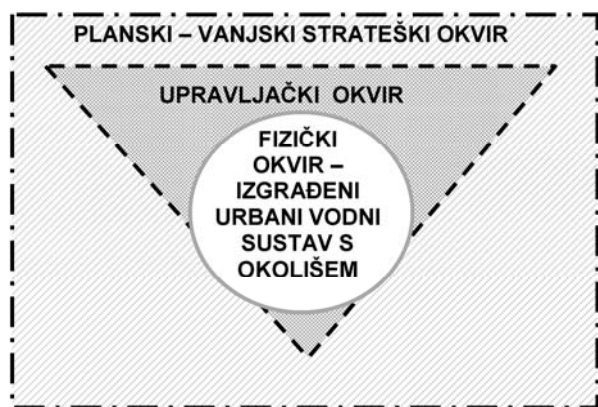 PLANSKI – VANJSKI STRATEŠKI OKVIR
UPRAVLJAČKI OKVIR
FIZIČKI
OKVIR –
IZGRAĐENI
URBANI VODNI
SUSTAV S
OKOLIŠEM